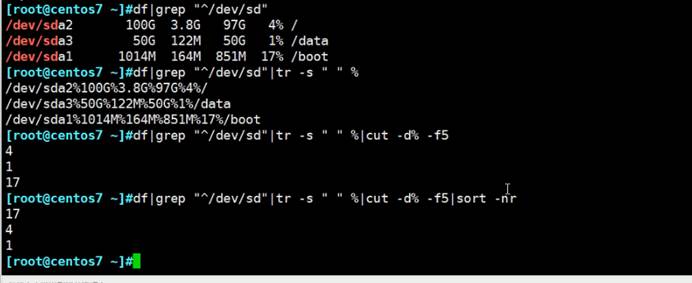 [root@centos7 ~]#df|grep "^/dev/sd"
/dev/sda2 100G 3.8G 97G 4% /
/dev/sda3 50G 122M 50G 1% /data
/dev/sda1 1014M 164M 851M 17% /boot
[root@centos7 ~]#df|grep "^/dev/sd"|tr -s " " %
/dev/sda2%100G%3.8G%97G%4%/
/dev/sda3%50G%122M%50G%1%/data
/dev/sda1%1014M%164M%851M%17%/boot
[root@centos7 ~]#df|grep "^/dev/sd"|tr -s " " %|cut -d% -f5
4
1
17
[root@centos7 ~]#df|grep "^/dev/sd"|tr -s " " %|cut -d% -f5|sort -nr
17
4
1
[root@centos7 ~]#